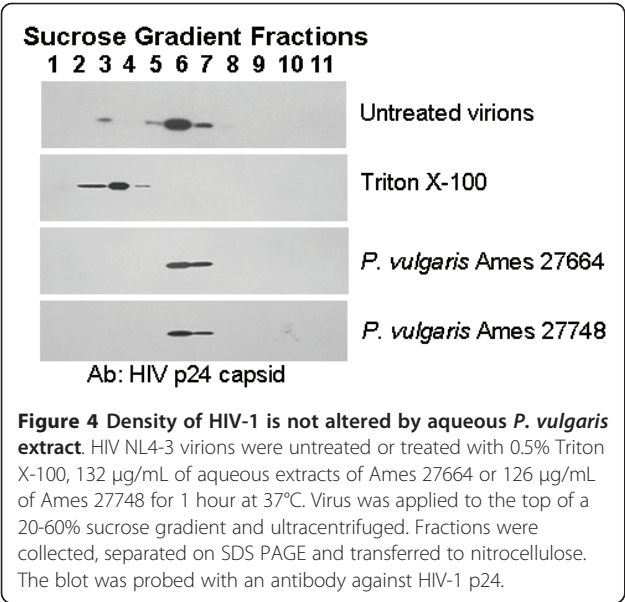 Sucrose Gradient Fractions
1 2 3 4 5 6 7 8 9 10 11
Untreated virions
Triton X-100
P. vulgaris Ames 27664
P. vulgaris Ames 27748
Ab: HIV p24 capsid
Figure 4 Density of HIV-1 is not altered by aqueous P. vulgaris
extract. HIV NL4-3 virions were untreated or treated with 0.5% Triton
X-100, 132 μg/mL of aqueous extracts of Ames 27664 or 126 μg/mL
of Ames 27748 for 1 hour at 37°C. Virus was applied to the top of a
20-60% sucrose gradient and ultracentrifuged. Fractions were
collected, separated on SDS PAGE and transferred to nitrocellulose.
The blot was probed with an antibody against HIV-1 p24.